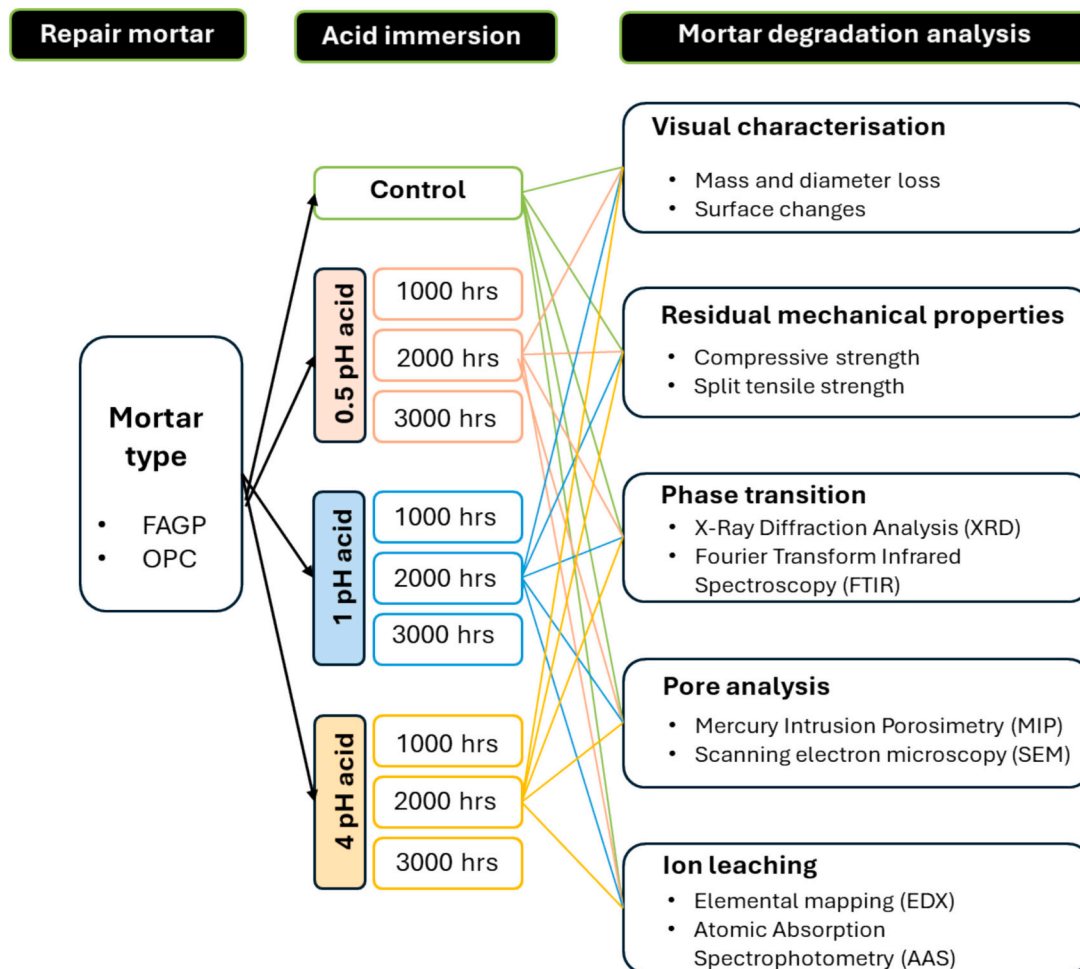 Repair mortar
Acid immersion
Mortar degradation analysis
Mortar
type
• FAGP
• OPC
Control
0.5 pH acid
1000 hrs
2000 hrs
3000 hrs
1 pH acid
1000 hrs
2000 hrs
3000 hrs
4 pH acid
1000 hrs
2000 hrs
3000 hrs
Visual characterisation
• Mass and diameter loss
• Surface changes
Residual mechanical properties
• Compressive strength
• Split tensile strength
Phase transition
• X-Ray Diffraction Analysis (XRD)
• Fourier Transform Infrared
Spectroscopy (FTIR)
Pore analysis
• Mercury Intrusion Porosimetry (MIP)
• Scanning electron microscopy (SEM)
Ion leaching
• Elemental mapping (EDX)
• Atomic Absorption
Spectrophotometry (AAS)